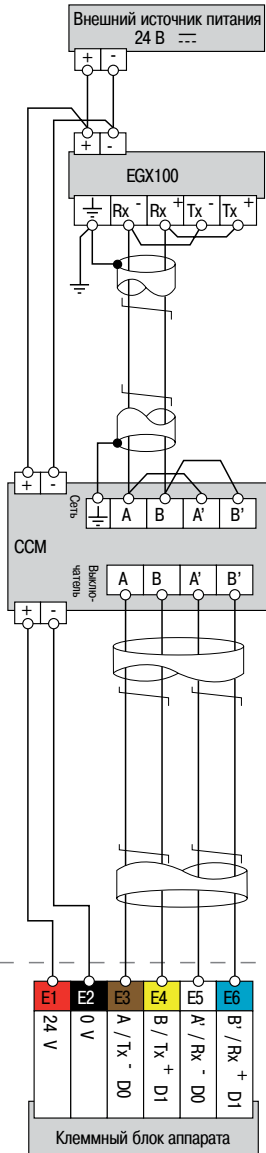 Внешний источник питания
24 В ⎓
+ -
+ -
EGX100
⏚ Rx - Rx + Tx - Tx +
+ -
Сеть
⏚ A B A' B'
CCM
Выклю-
чатель
A B A' B'
+ -
E1 E2 E3 E4 E5 E6
24 V
0 V
A / Tx - D0
B / Tx + D1
A' / Rx - D0
B' / Rx + D1
Клеммный блок аппарата